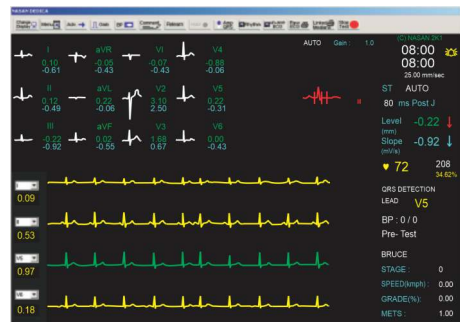 NASAN MEDICA
AUTO Gain : 1.0
(C) NASAN 2K1
08:00
08:00
25.00 mm/sec
I aVR V1 V4
0.10 -0.05 -0.07 -0.88
-0.61 -0.43 -0.43 -0.06
II aVL V2 V5
0.12 0.22 3.10 0.22
-0.49 -0.06 2.50 -0.31
III aVF V3 V6
-0.22 0.02 1.68 0.00
-0.92 -0.55 0.67 -0.43
III
ST AUTO
80 ms Post J
Level -0.22
(mm)
Slope -0.92
(mV/s)
72 208
34.62%
QRS DETECTION
LEAD V5
BP : 0 / 0
Pre- Test
BRUCE
STAGE : 0
SPEED(kmph) : 0.00
GRADE(%): 0.00
METS : 1.00
I
0.09
II
0.53
V5
0.97
0.18